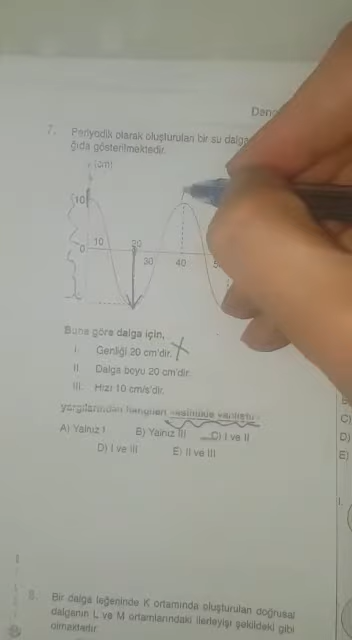 Den
7. Periyodik olarak oluşturulan bir su dalga
ğıda gösterilmektedir.
y (cm)
10
0
10
20
30
40
Buna göre dalga için,
I. Genliği 20 cm'dir.
II. Dalga boyu 20 cm'dir.
III. Hızı 10 cm/s'dir.
yargılarından hangileri kesinlikle yanlıştır
A) Yalnız I
B) Yalnız III
C) I ve II
D) I ve III
E) II ve III
C)
D)
E)
8. Bir dalga leğeninde K ortamında oluşturulan doğrusal
dalganın L ve M ortamlarındaki ilerleyişi şekildeki gibi
olmaktadır.